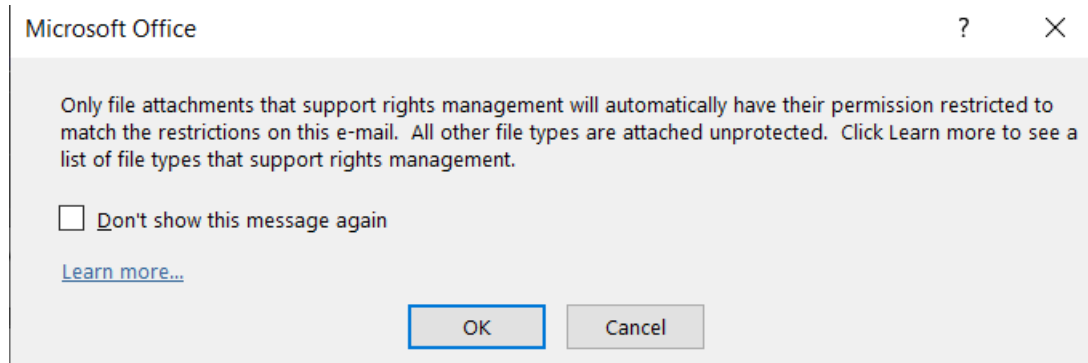 Microsoft Office
?
Only file attachments that support rights management will automatically have their permission restricted to
match the restrictions on this e-mail.  All other file types are attached unprotected.  Click Learn more to see a
list of file types that support rights management.
Don't show this message again
Learn more...
OK
Cancel